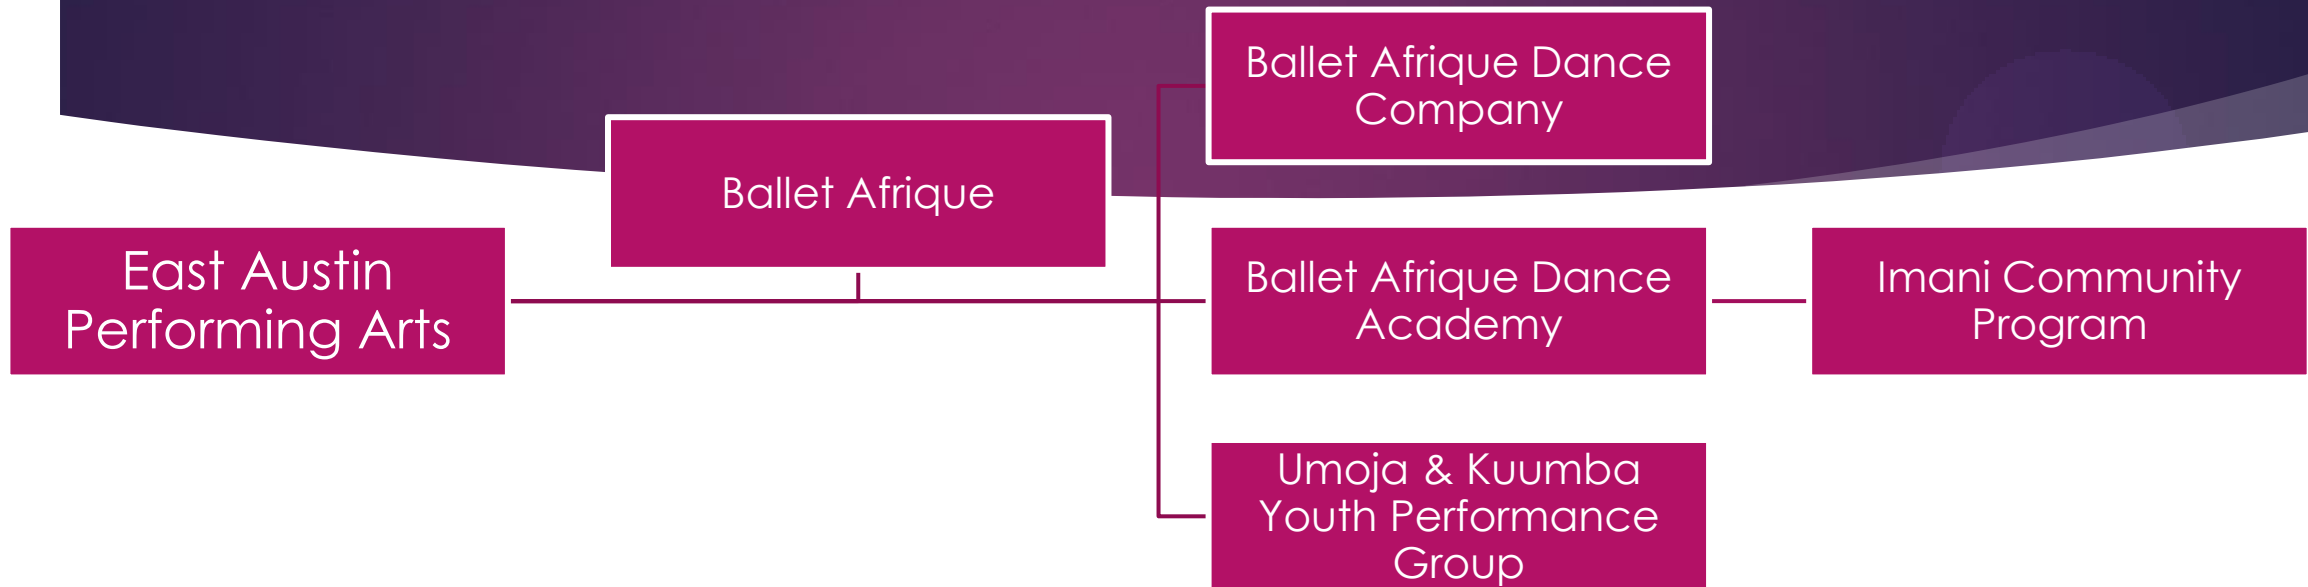 East Austin
Performing Arts
Ballet Afrique
Ballet Afrique Dance
Company
Ballet Afrique Dance
Academy
Umoja & Kuumba
Youth Performance
Group
Imani Community
Program